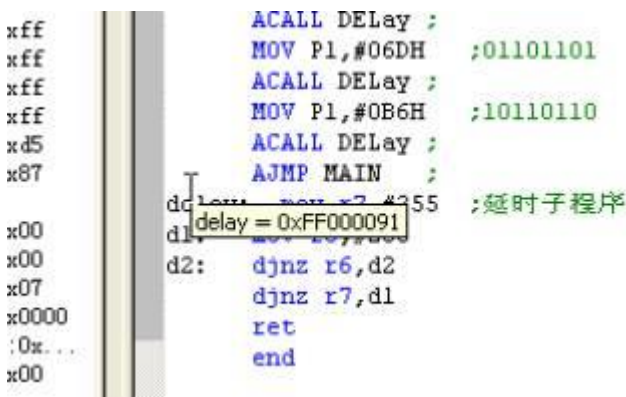 xff
xff
xff
xff
xd5
x87
x00
x00
x07
x0000
:0x...
x00
ACALL DELay ;
MOV P1,#06DH ;01101101
ACALL DELay ;
MOV P1,#0B6H ;10110110
ACALL DELay ;
AJMP MAIN ;
#255 ;延时子程序
delay = 0xFF000091
d1:
d2: djnz r6,d2
djnz r7,d1
ret
end